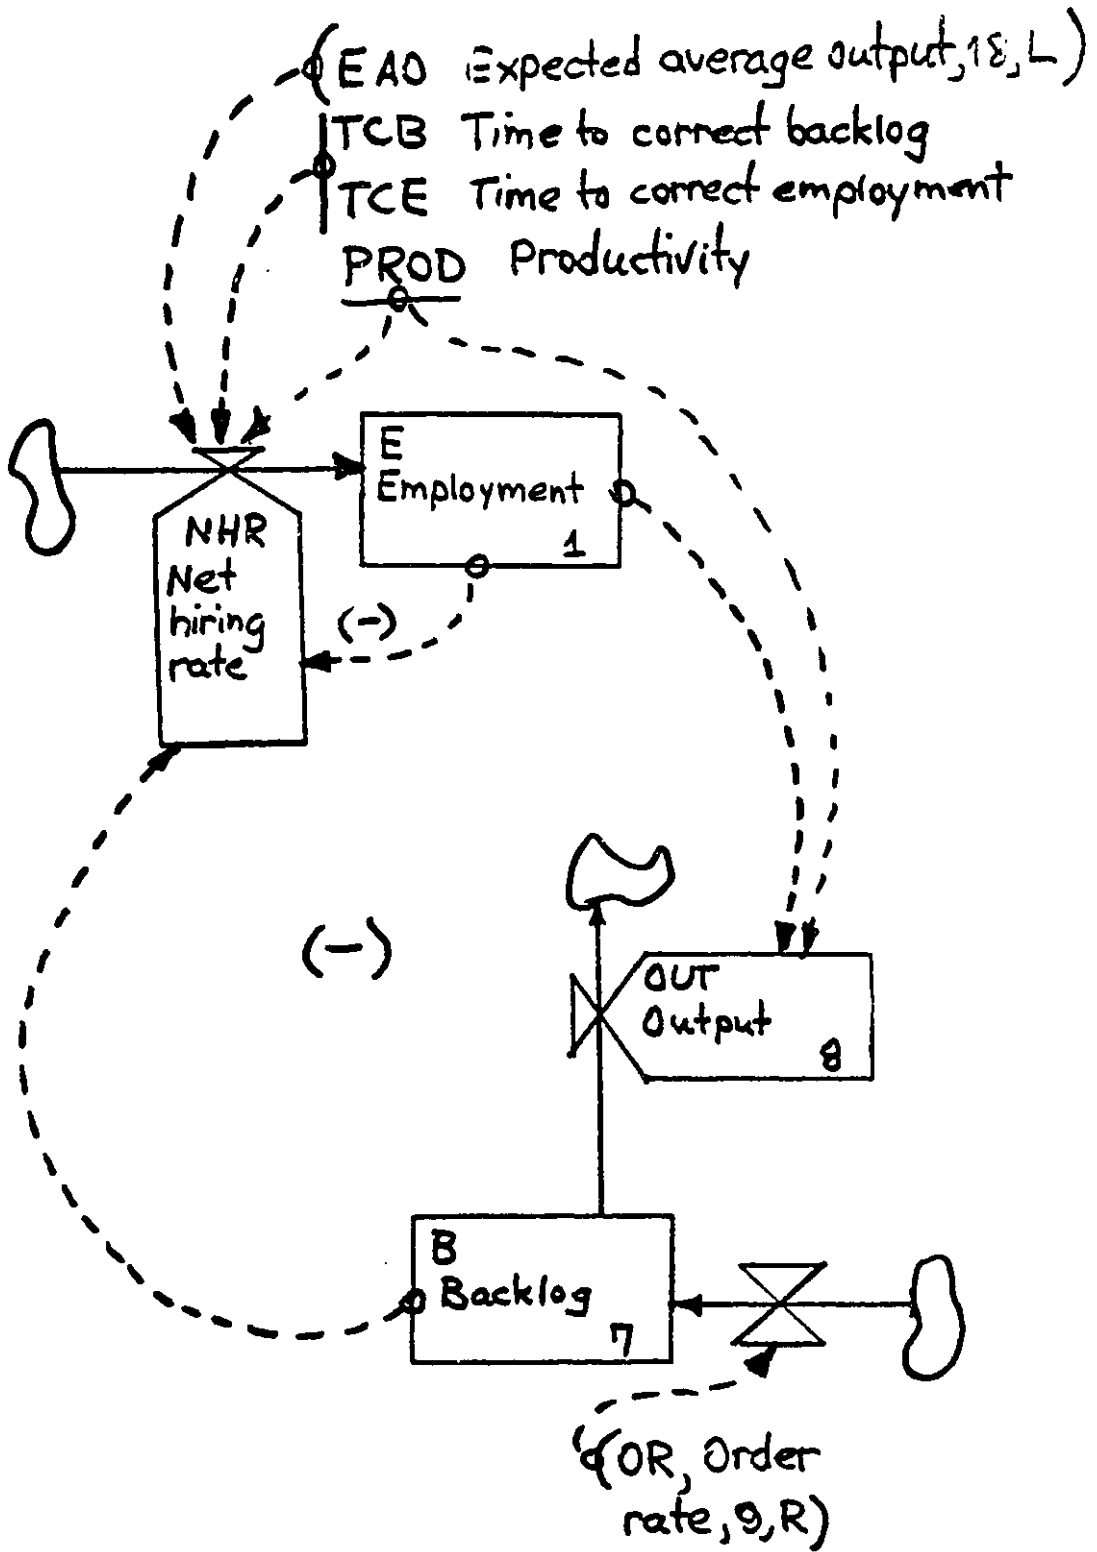 (EAO Expected average output, 18, L)
TCB Time to correct backlog
TCE Time to correct employment
PROD Productivity
E
Employment
1
NHR
Net
hiring
rate
(-)
(-)
OUT
Output
8
B
Backlog
7
(OR, Order
rate, 9, R)